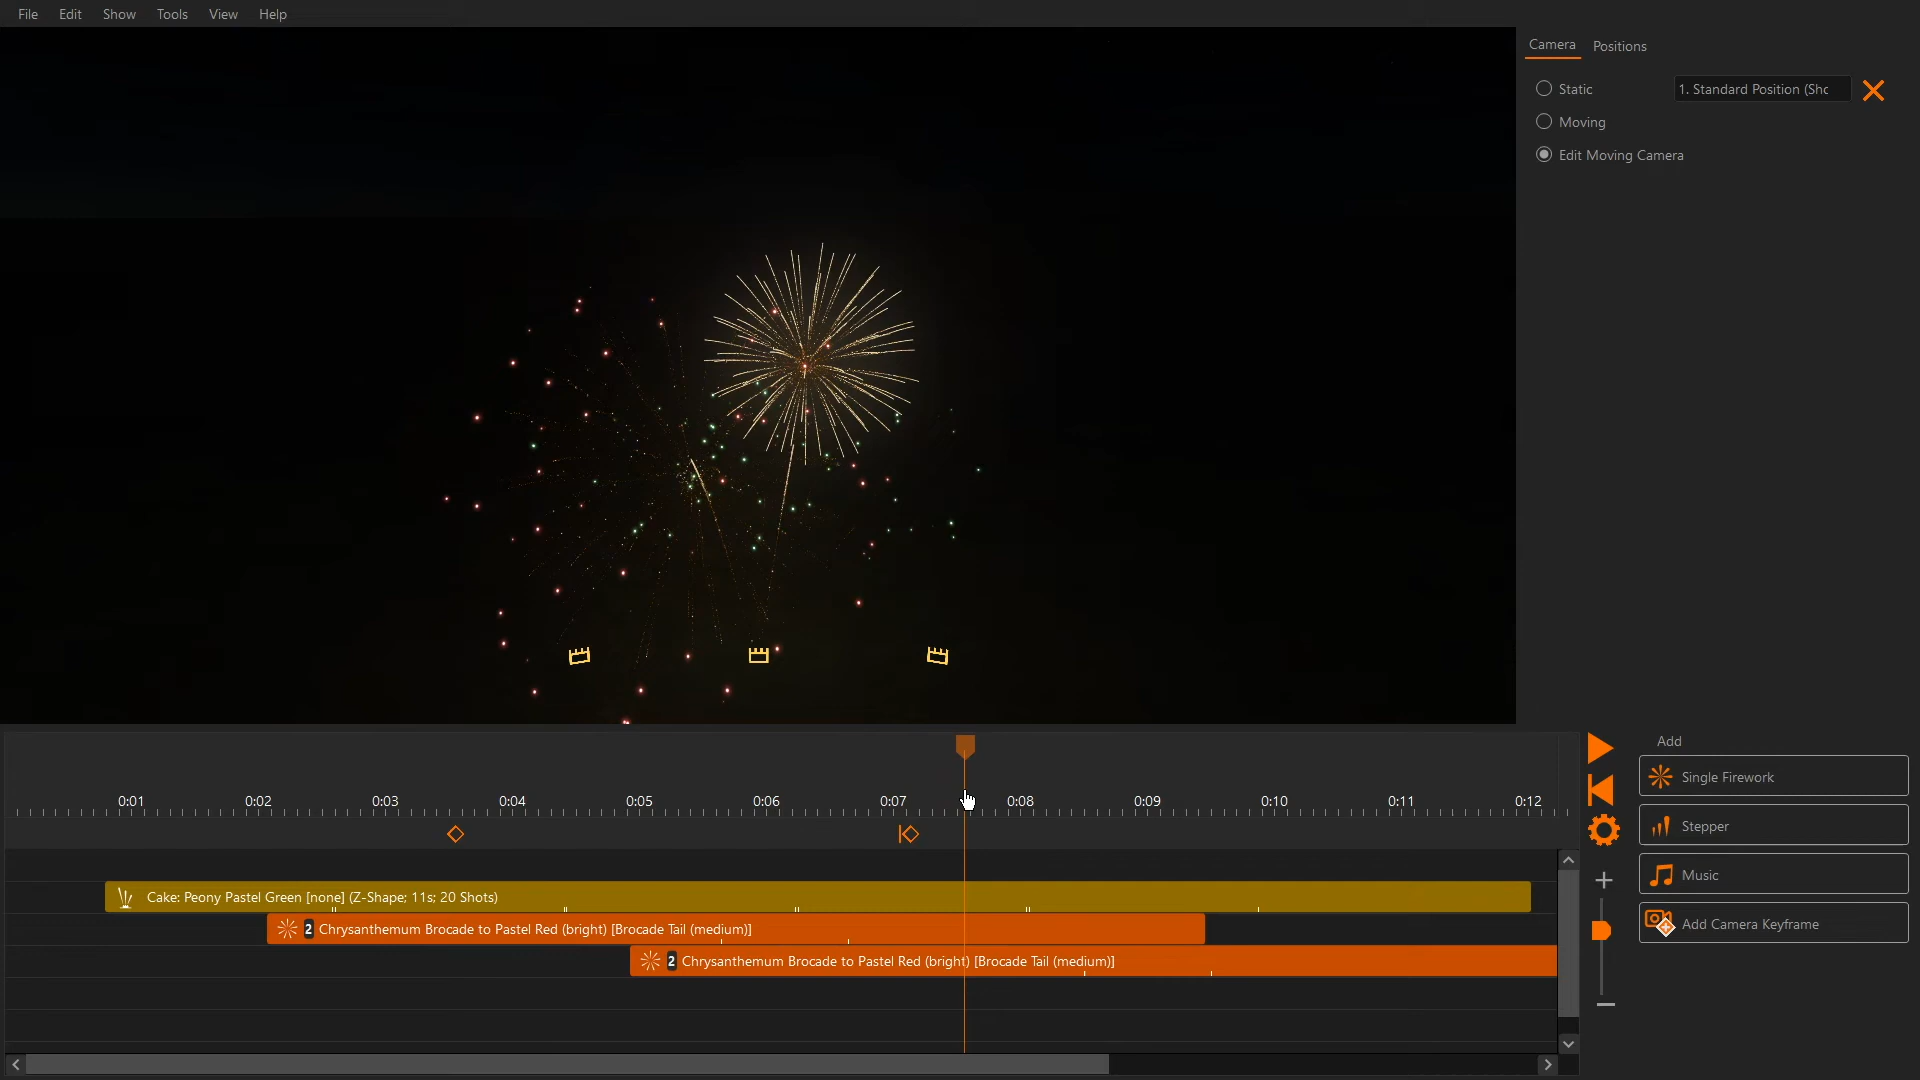 File Edit Show Tools View Help
Camera Positions
Static 1. Standard Position (Shc
Moving
Edit Moving Camera
Add
Single Firework
0:01 0:02 0:03 0:04 0:05 0:06 0:07 0:08 0:09 0:10 0:11 0:12
Stepper
Music
Cake: Peony Pastel Green [none] (Z-Shape; 11s; 20 Shots)
2 Chrysanthemum Brocade to Pastel Red (bright) [Brocade Tail (medium)]
Add Camera Keyframe
2 Chrysanthemum Brocade to Pastel Red (bright) [Brocade Tail (medium)]